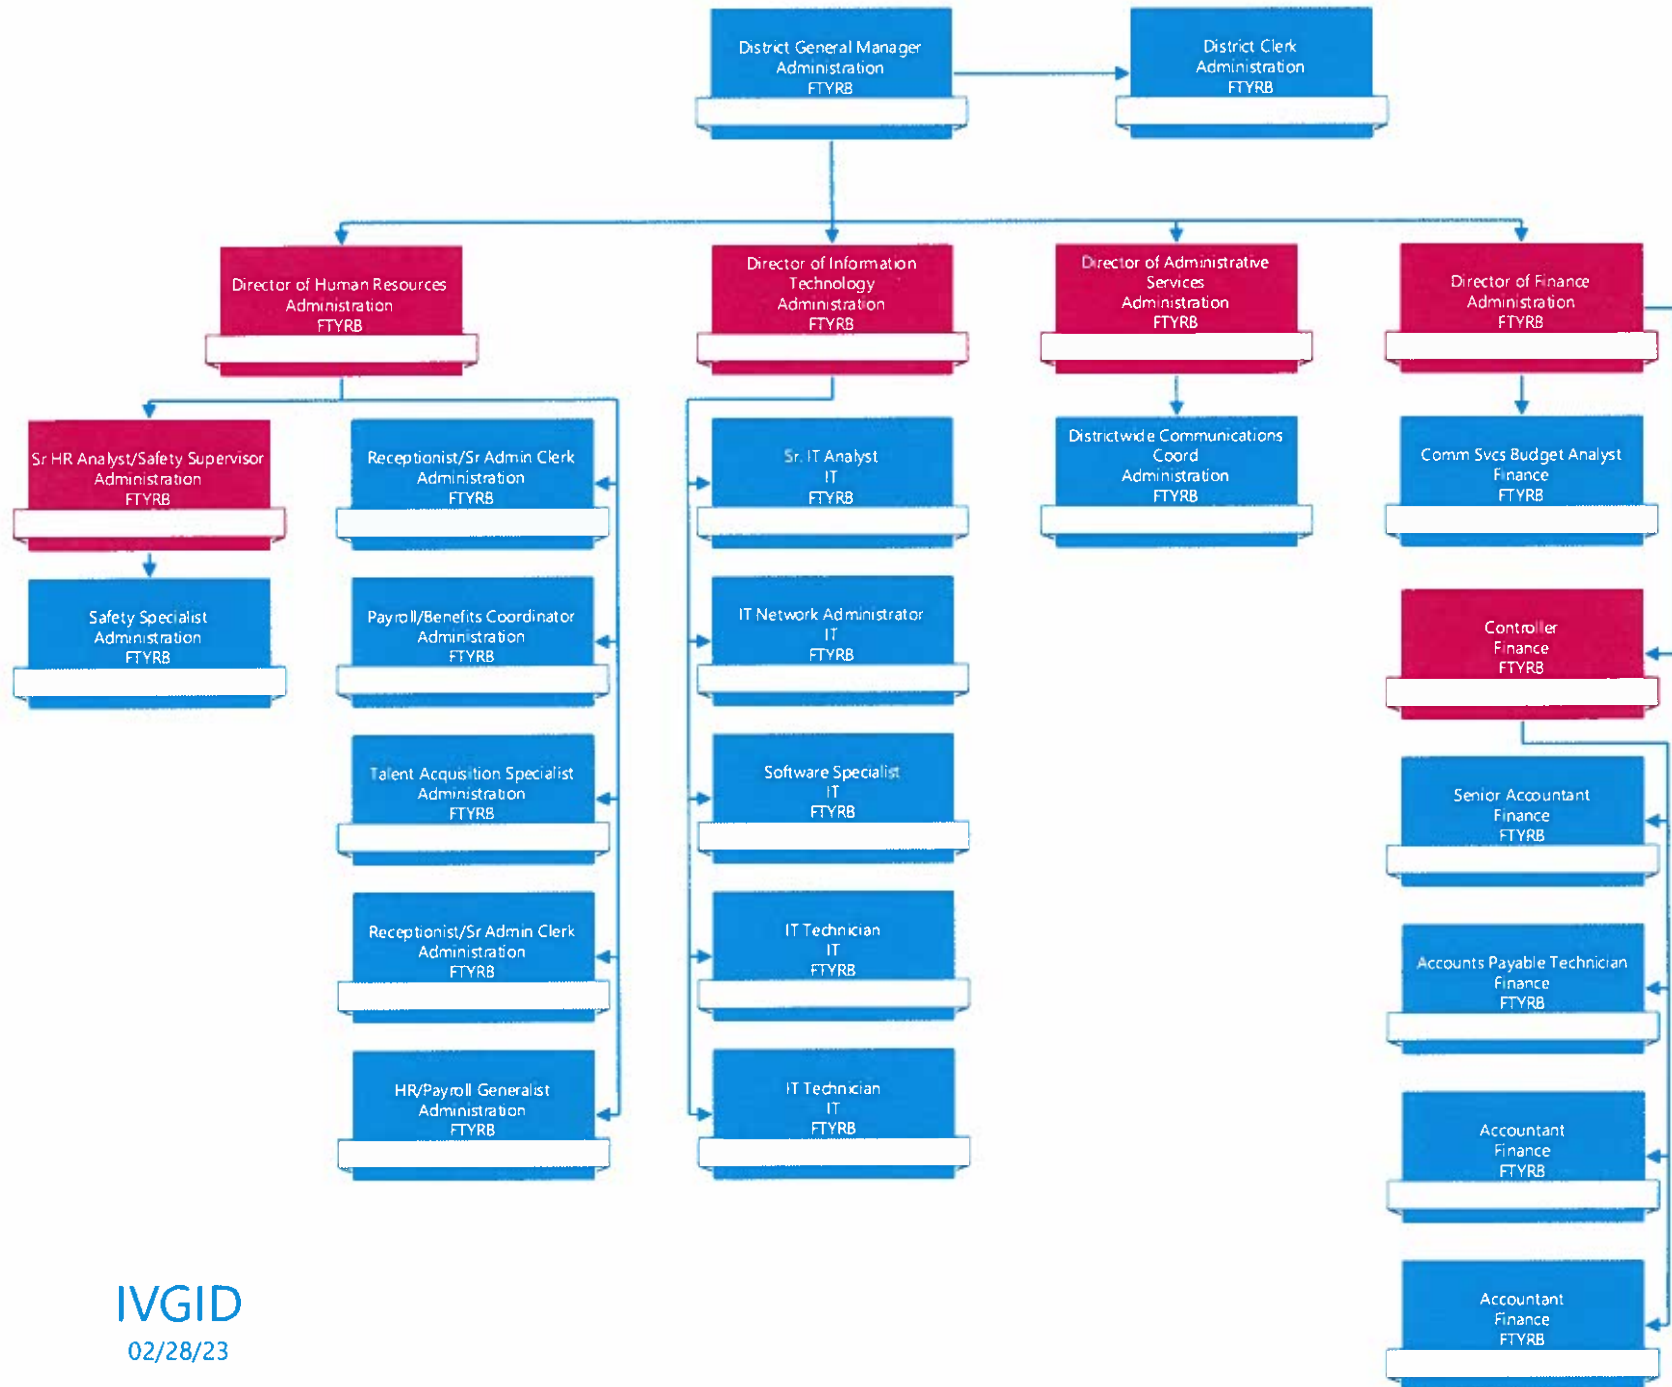 District General Manager
Administration
FTYRB
District Clerk
Administration
FTYRB
Director of Human Resources
Administration
FTYRB
Director of Information
Technology
Administration
FTYRB
Director of Administrative
Services
Administration
FTYRB
Director of Finance
Administration
FTYRB
Sr HR Analyst/Safety Supervisor
Administration
FTYRB
Receptionist/Sr Admin Clerk
Administration
FTYRB
Sr. IT Analyst
IT
FTYRB
Districtwide Communications
Coord
Administration
FTYRB
Comm Svcs Budget Analyst
Finance
FTYRB
Safety Specialist
Administration
FTYRB
Payroll/Benefits Coordinator
Administration
FTYRB
IT Network Administrator
IT
FTYRB
Controller
Finance
FTYRB
Talent Acquisition Specialist
Administration
FTYRB
Software Specialist
IT
FTYRB
Senior Accountant
Finance
FTYRB
Receptionist/Sr Admin Clerk
Administration
FTYRB
IT Technician
IT
FTYRB
Accounts Payable Technician
Finance
FTYRB
HR/Payroll Generalist
Administration
FTYRB
IT Technician
IT
FTYRB
Accountant
Finance
FTYRB
Accountant
Finance
FTYRB
IVGID
02/28/23